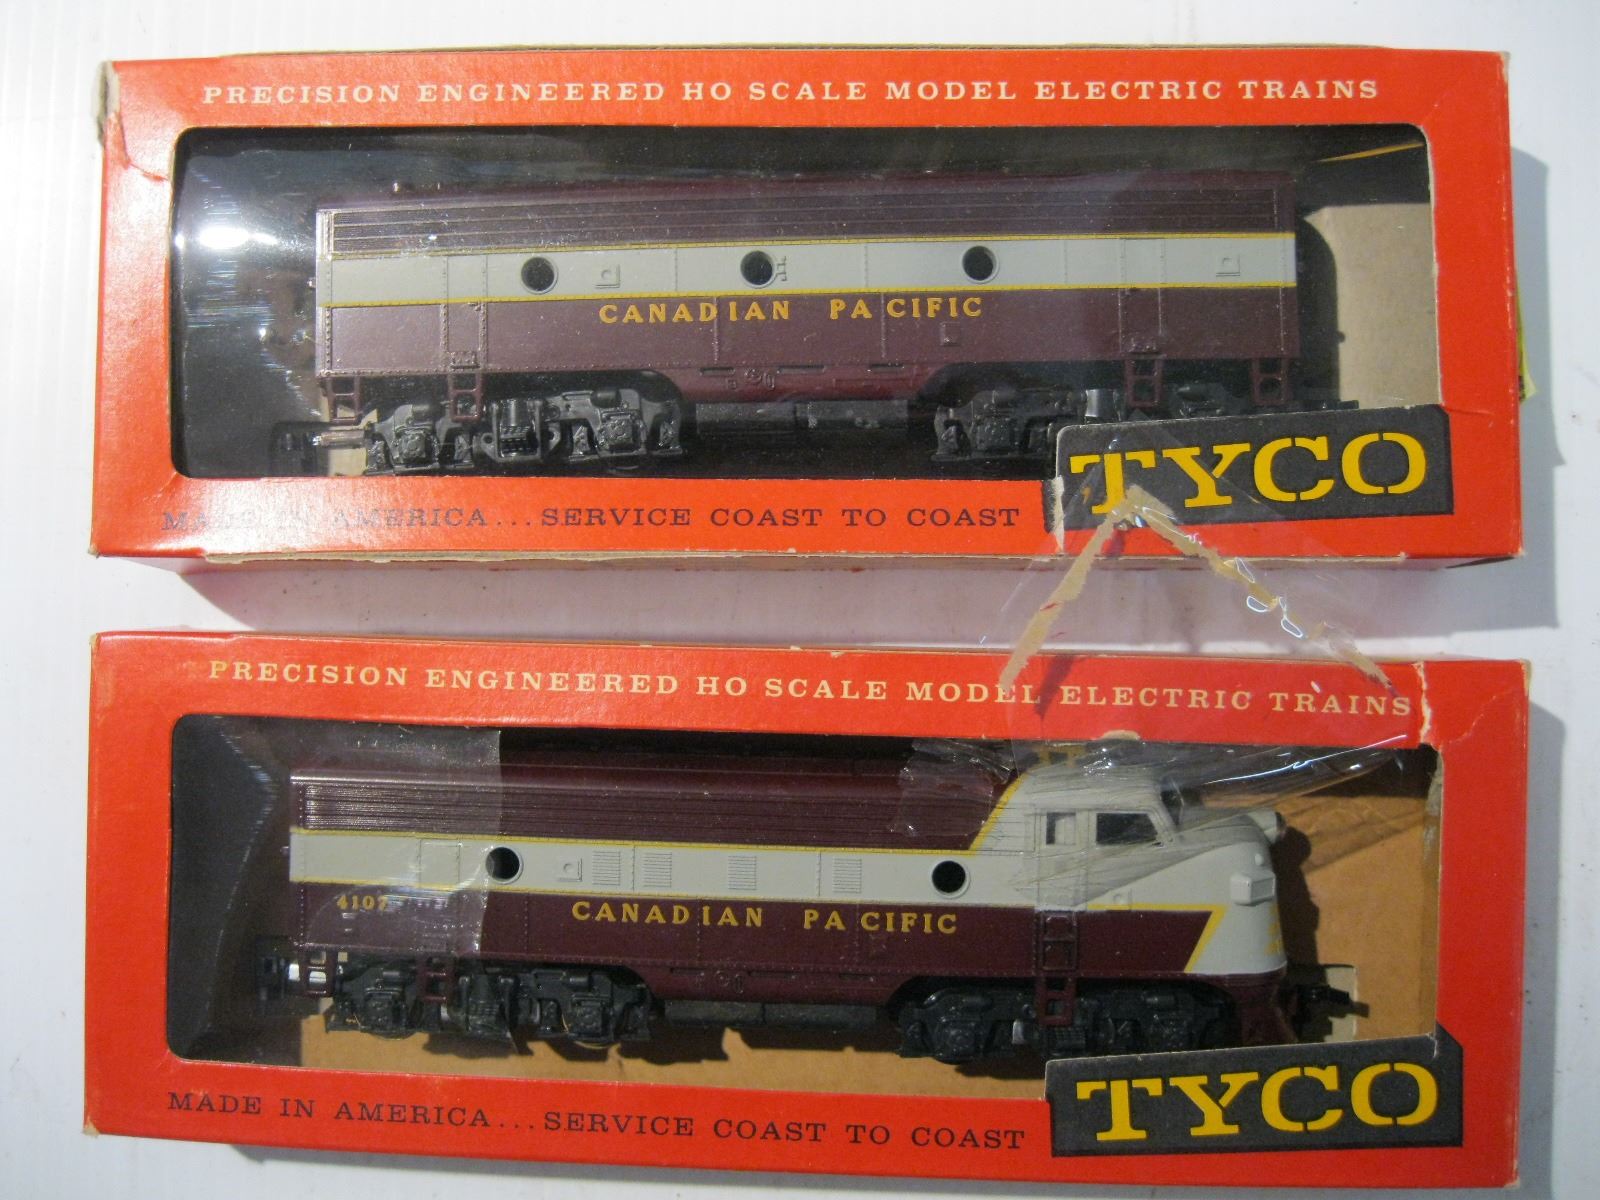 PRECISION ENGINEERED HO SCALE MODEL ELECTRIC TRAINS
CANADIAN PACIFIC
TYCO
MADE IN AMERICA...SERVICE COAST TO COAST
PRECISION ENGINEERED HO SCALE MODEL ELECTRIC TRAINS
4107
CANADIAN PACIFIC
TYCO
MADE IN AMERICA...SERVICE COAST TO COAST